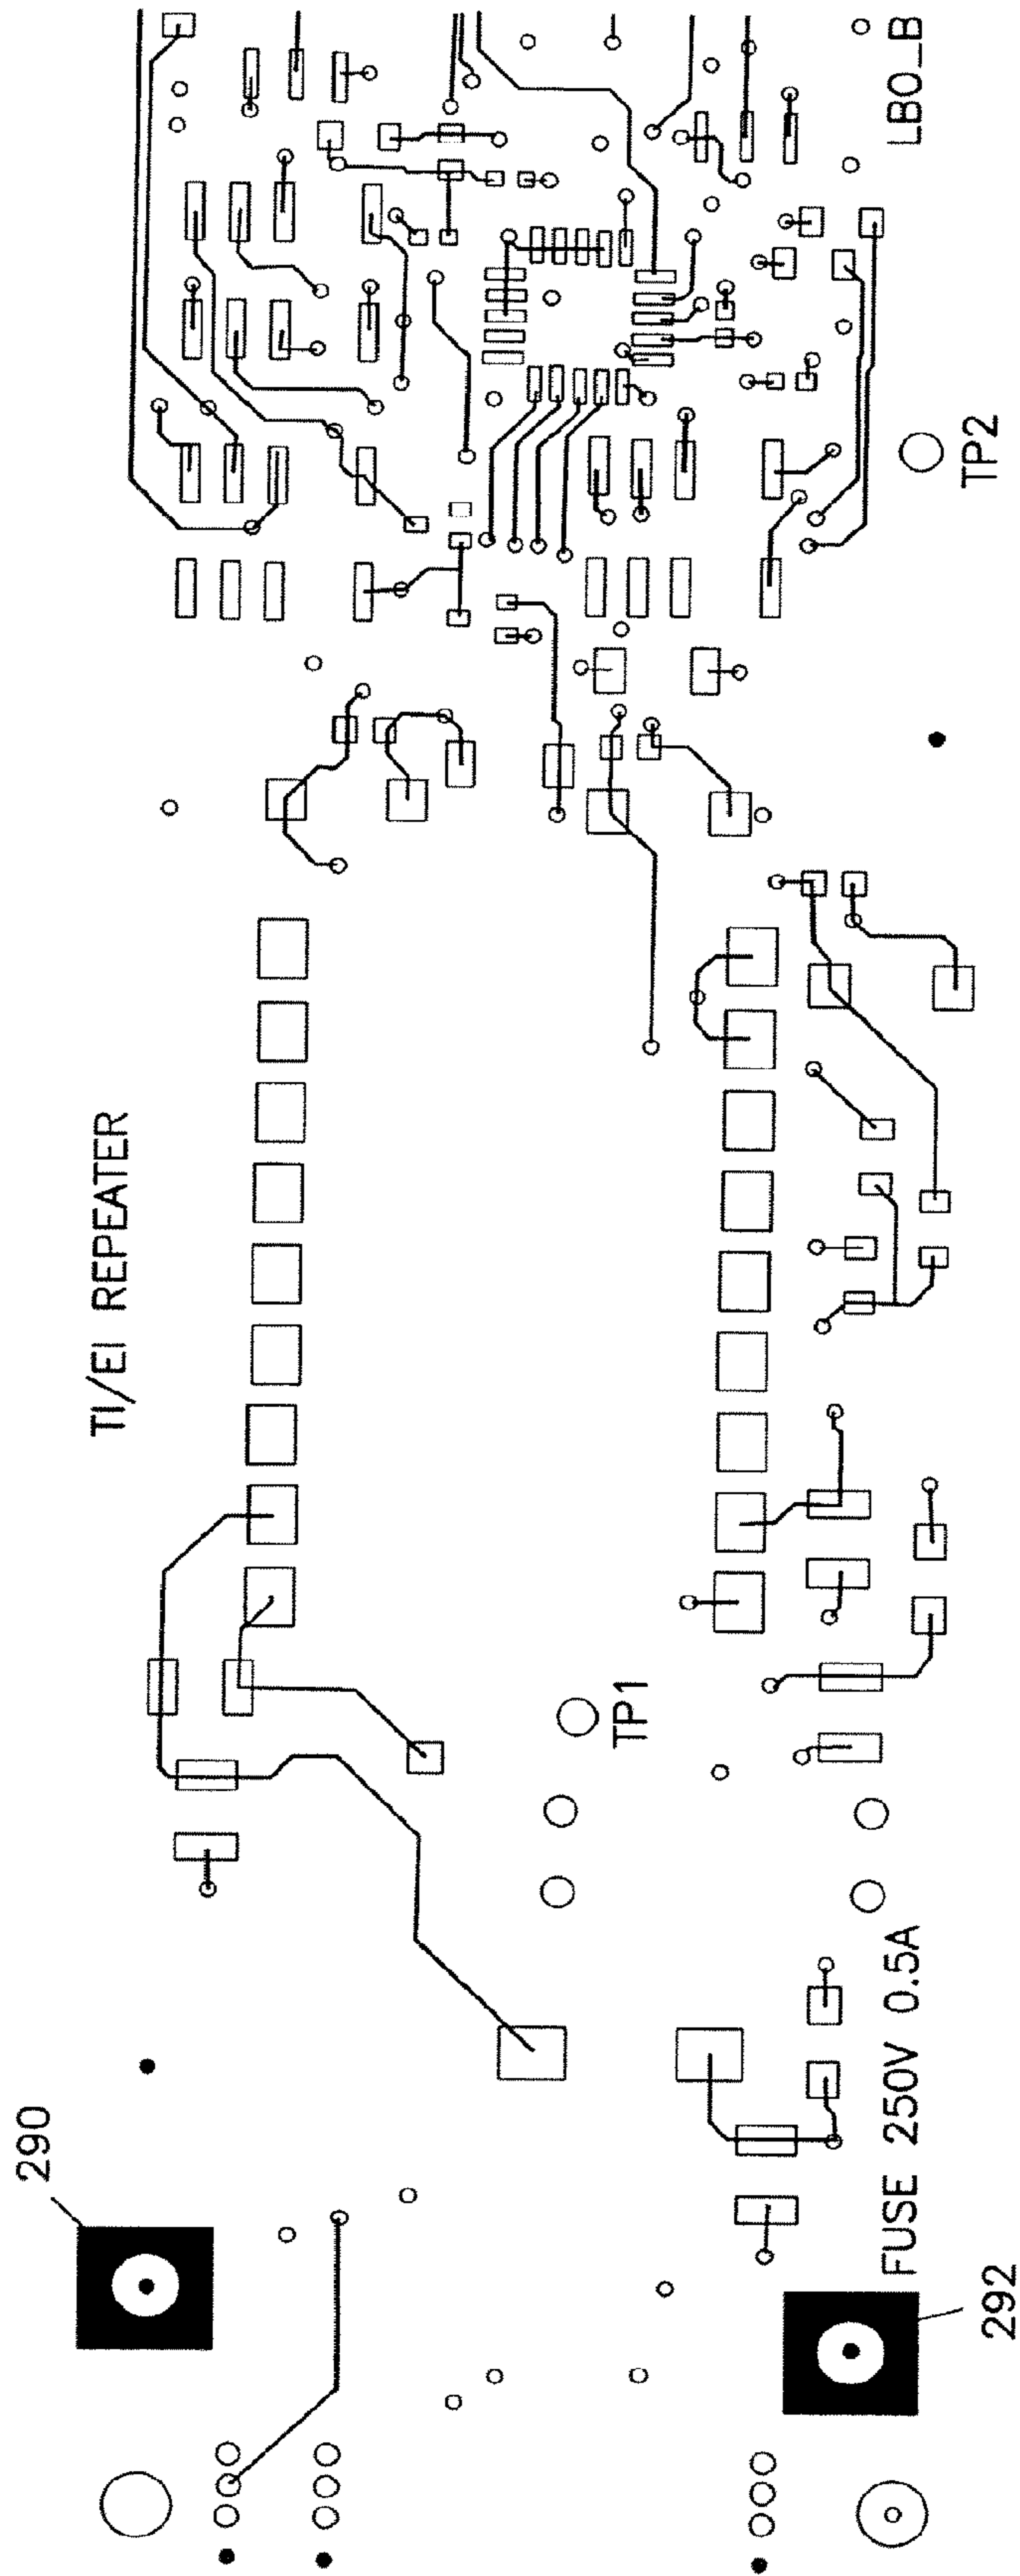 290
TI/EI REPEATER
LBO_B
TP1
TP2
FUSE 250V 0.5A
292